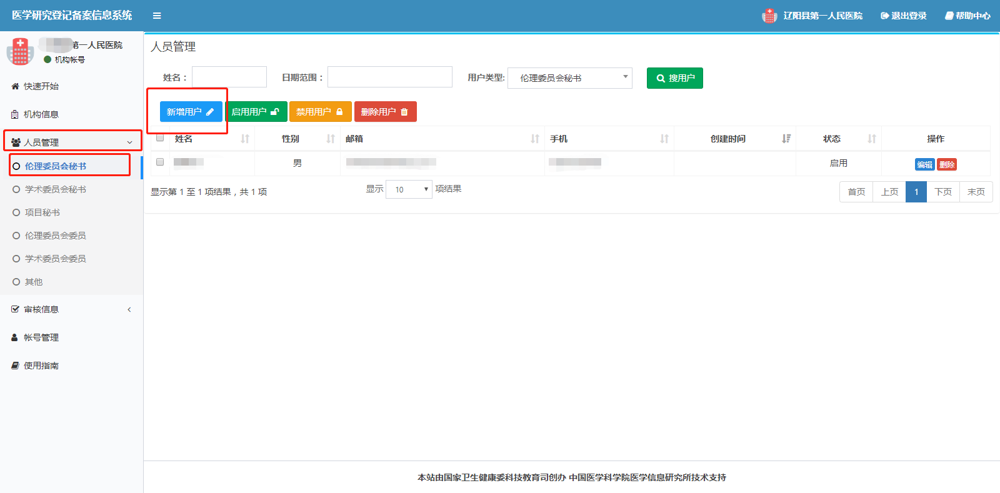 医学研究登记备案信息系统
辽阳县第一人民医院
退出登录
帮助中心
第一人民医院
机构帐号
快速开始
机构信息
人员管理
伦理委员会秘书
学术委员会秘书
项目秘书
伦理委员会委员
学术委员会委员
其他
审核信息
帐号管理
使用指南
人员管理
姓名：
日期范围：
用户类型: 伦理委员会秘书
搜用户
新增用户 启用用户 禁用用户 删除用户
姓名 性别 邮箱 手机 创建时间 状态 操作
男 启用 编辑 删除
显示第 1 至 1 项结果，共 1 项
显示 10 项结果
首页 上页 1 下页 末页
本站由国家卫生健康委科技教育司创办 中国医学科学院医学信息研究所技术支持